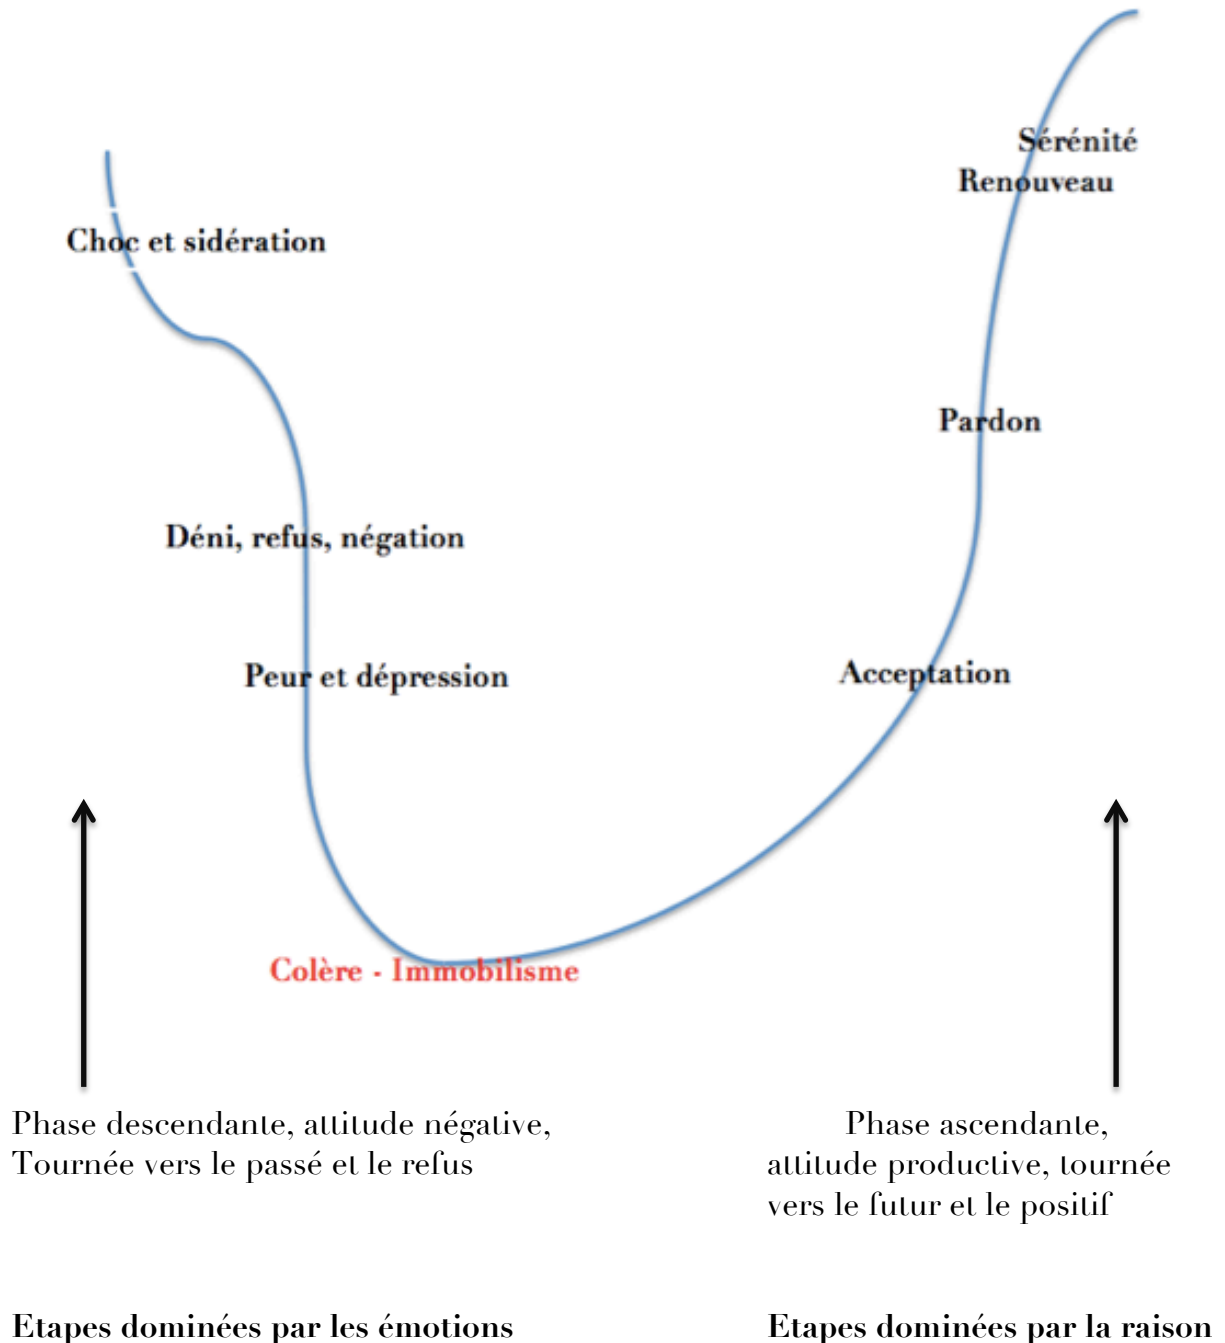 Sérénité
Renouveau
Choc et sidération
Pardon
Déni, refus, négation
Peur et dépression
Acceptation
Colère - Immobilisme
Phase descendante, attitude négative,
Tournée vers le passé et le refus
Phase ascendante,
attitude productive, tournée
vers le futur et le positif
Etapes dominées par les émotions
Etapes dominées par la raison